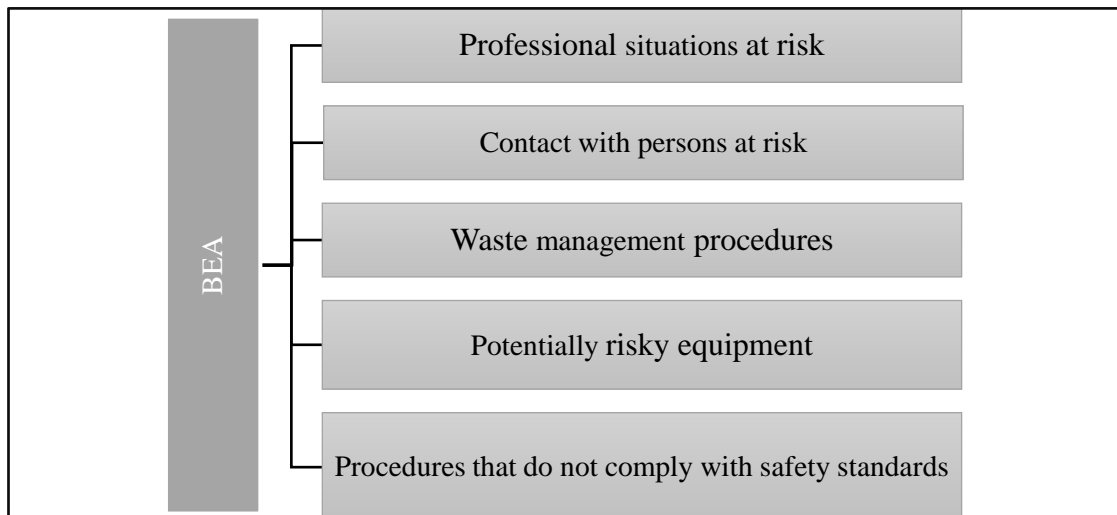 BEA
Professional situations at risk
Contact with persons at risk
Waste management procedures
Potentially risky equipment
Procedures that do not comply with safety standards